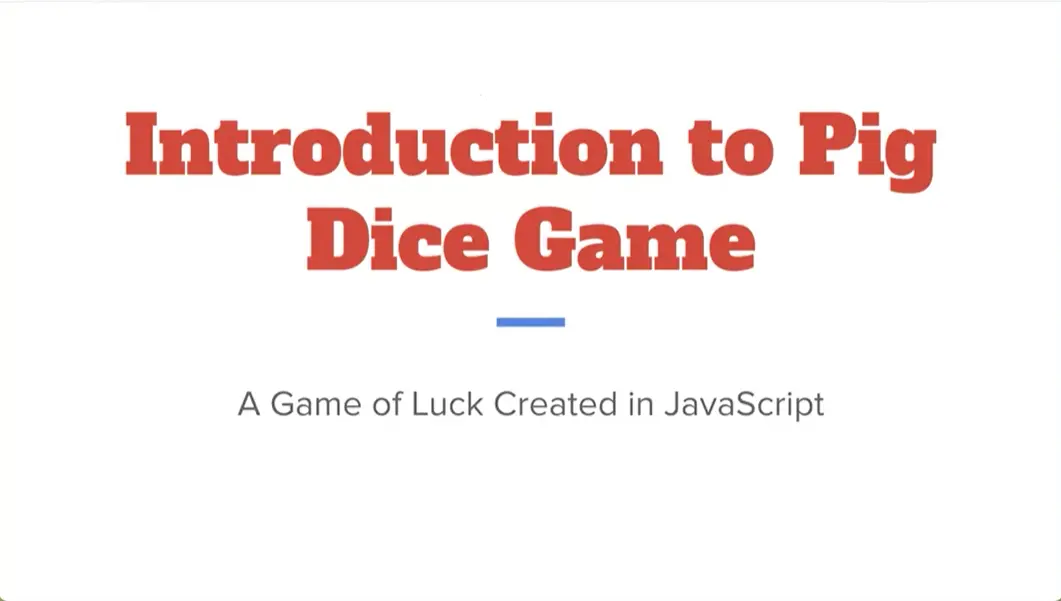 Introduction to Pig
Dice Game
A Game of Luck Created in JavaScript